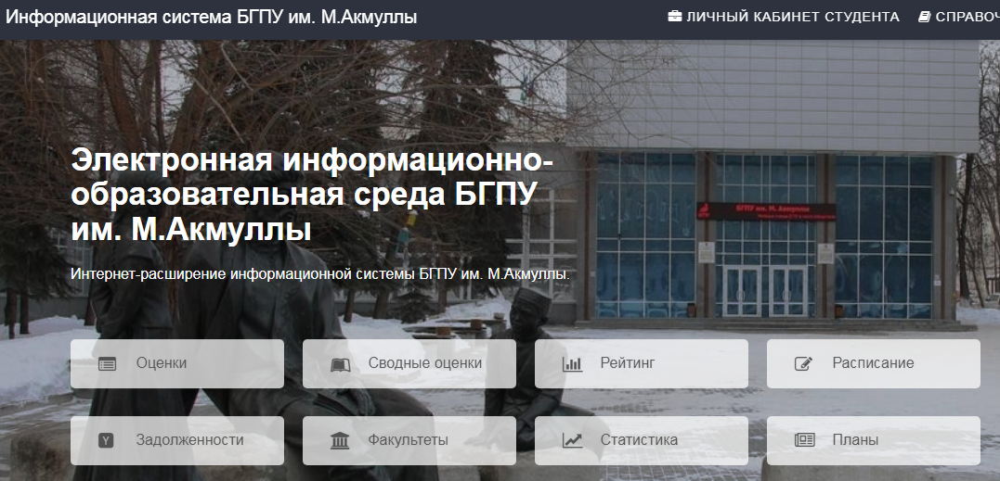 Информационная система БГПУ им. М.Акмуллы
ЛИЧНЫЙ КАБИНЕТ СТУДЕНТА
Электронная информационно-
образовательная среда БГПУ
им. М.Акмуллы
Интернет-расширение информационной системы БГПУ им. М.Акмуллы.
БГПУ им. М. Акмуллы
Оценки
Сводные оценки
Рейтинг
Расписание
Задолженности
Факультеты
Статистика
Планы